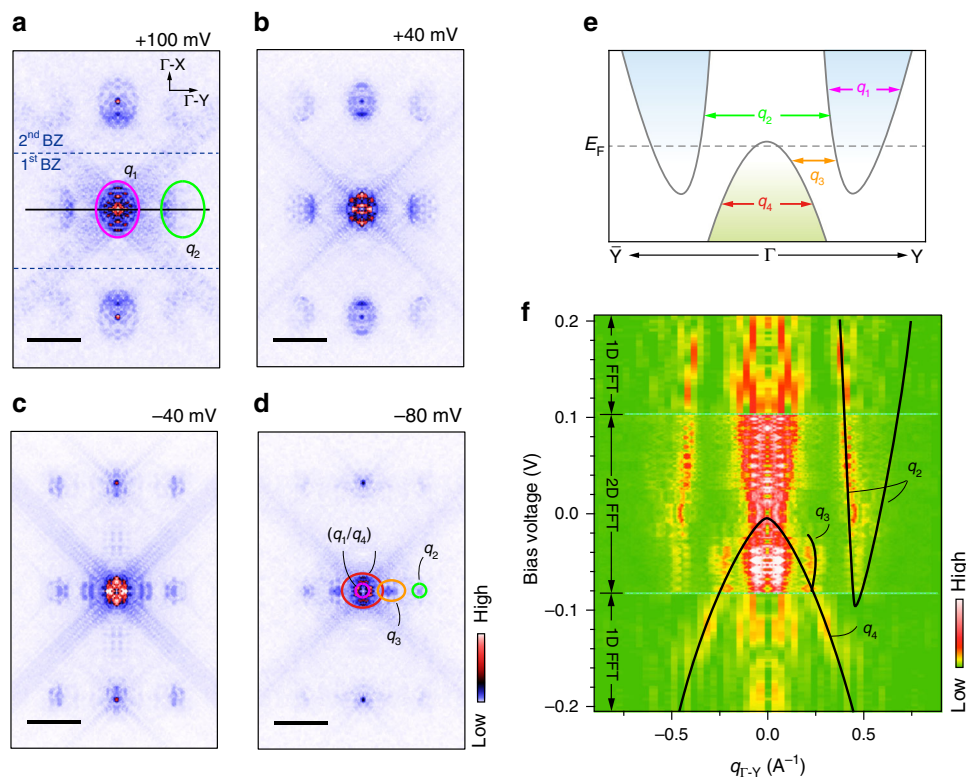 a
+100 mV
Γ-X
Γ-Y
2nd BZ
1st BZ
q1
q2
b
+40 mV
c
−40 mV
d
−80 mV
(q1/q4)
q2
q3
High
Low
e
EF
q1
q2
q3
q4
Ȳ
Γ
Y
f
0.2
0.1
0.0
−0.1
−0.2
Bias voltage (V)
1D FFT
2D FFT
1D FFT
q2
q3
q4
−0.5
0.0
0.5
qΓ-Y (A⁻¹)
High
Low